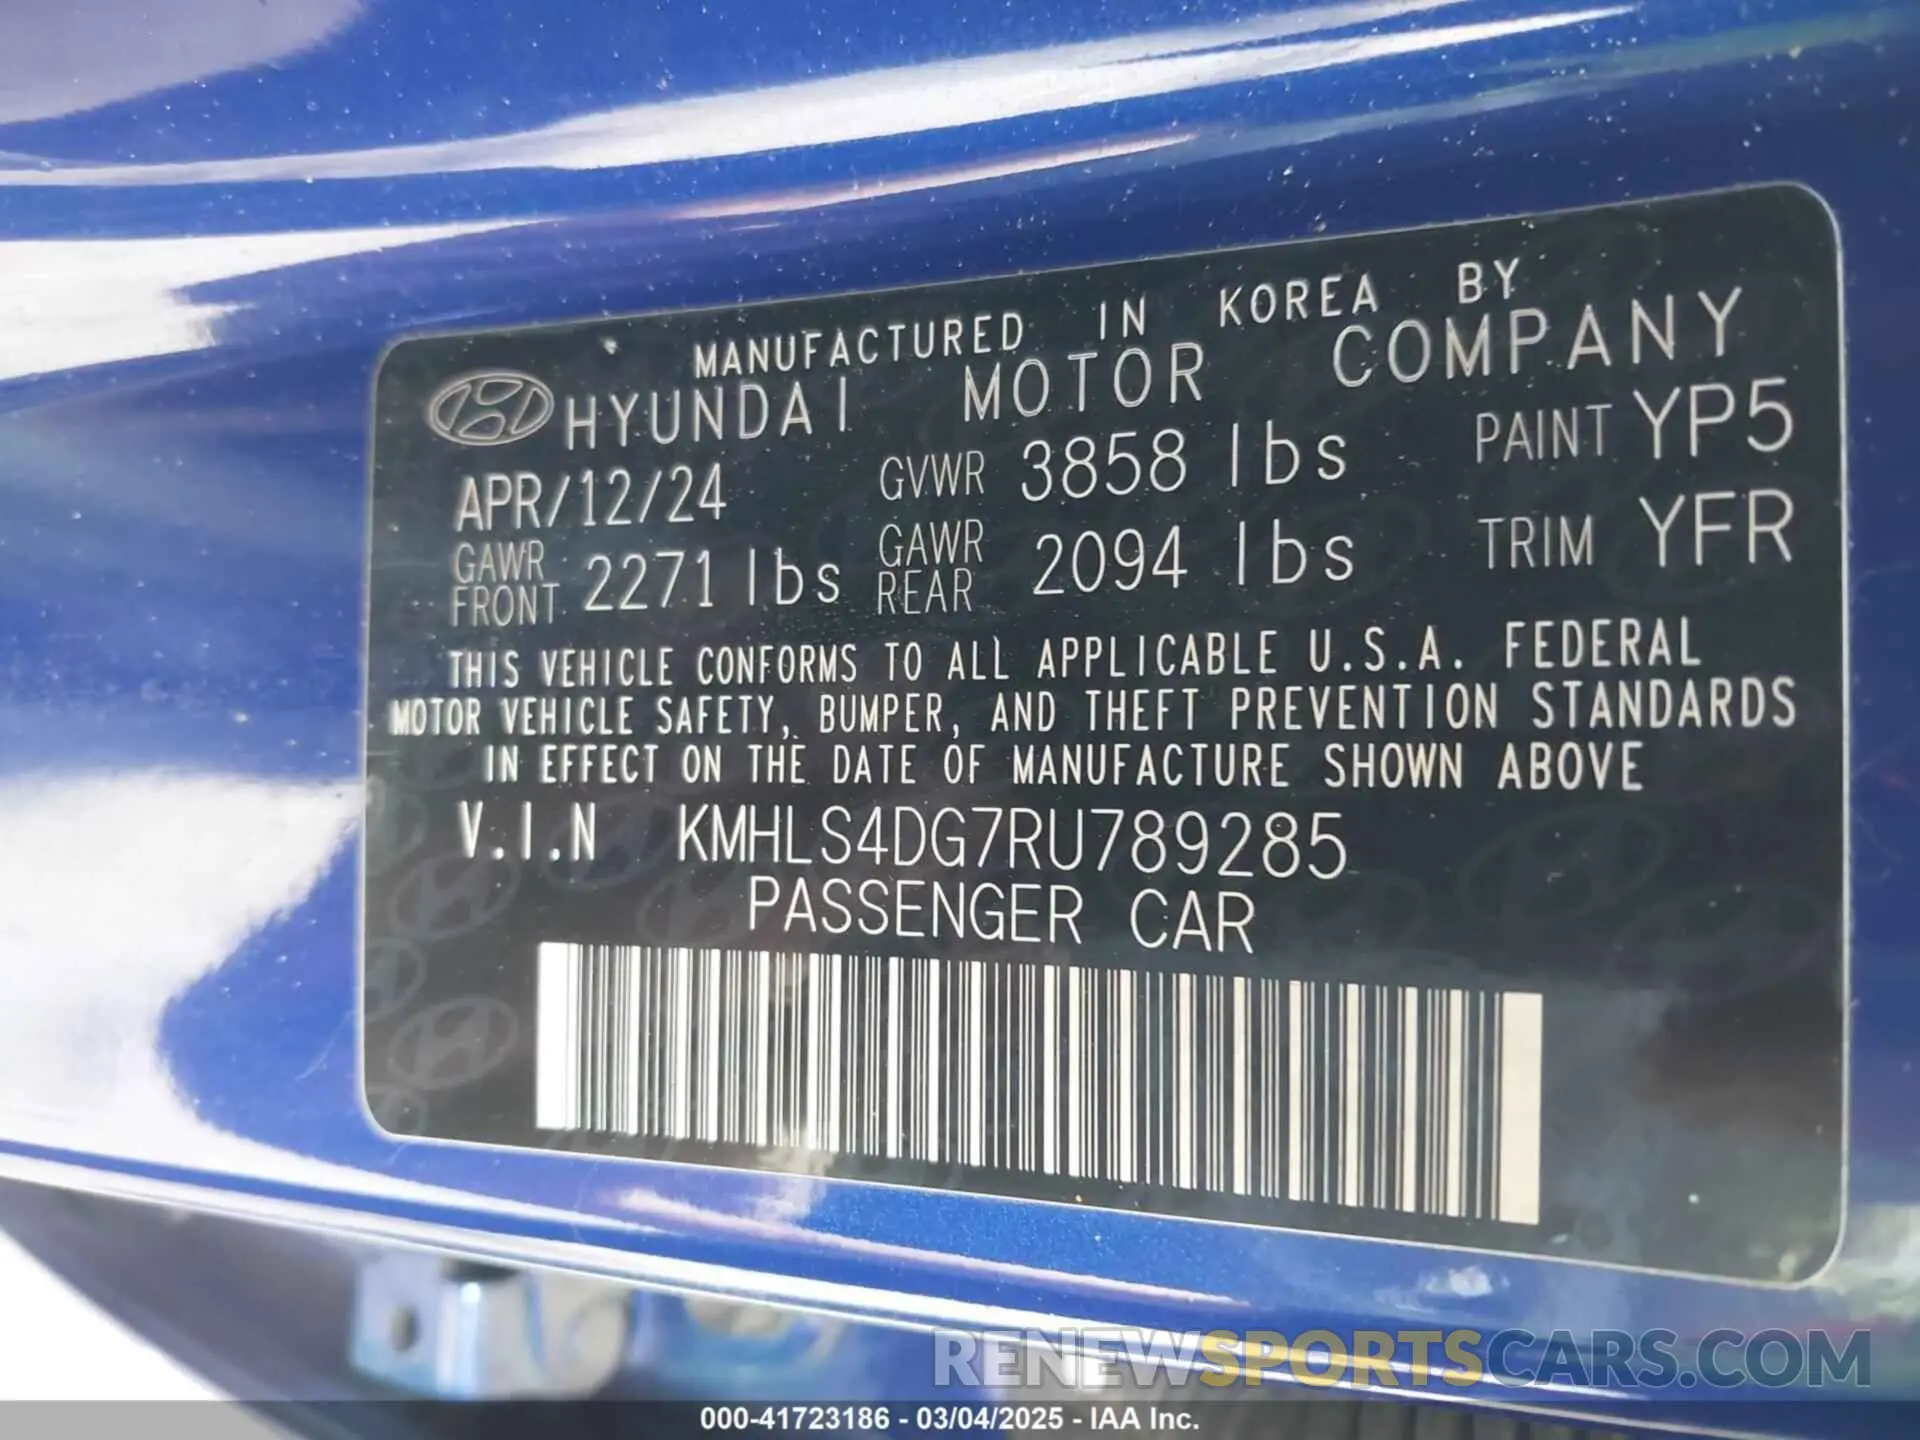 MANUFACTURED IN KOREA BY
HYUNDAI MOTOR COMPANY
APR/12/24 GVWR 3858 lbs PAINT YP5
GAWR FRONT 2271 lbs GAWR REAR 2094 lbs TRIM YFR
THIS VEHICLE CONFORMS TO ALL APPLICABLE U.S.A. FEDERAL
MOTOR VEHICLE SAFETY, BUMPER, AND THEFT PREVENTION STANDARDS
IN EFFECT ON THE DATE OF MANUFACTURE SHOWN ABOVE
V.I.N KMHLS4DG7RU789285
PASSENGER CAR
RENEWSPORTSCARS.COM
000-41723186 - 03/04/2025 - IAA Inc.